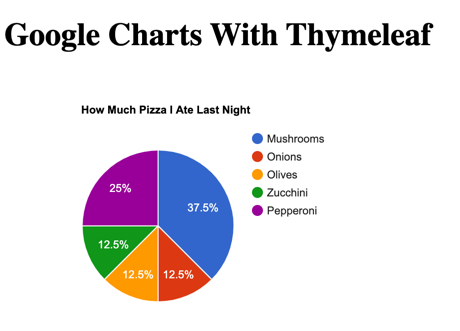 Google Charts With Thymeleaf
How Much Pizza I Ate Last Night
Mushrooms
Onions
Olives
Zucchini
Pepperoni
25%
37.5%
12.5%
12.5%
12.5%